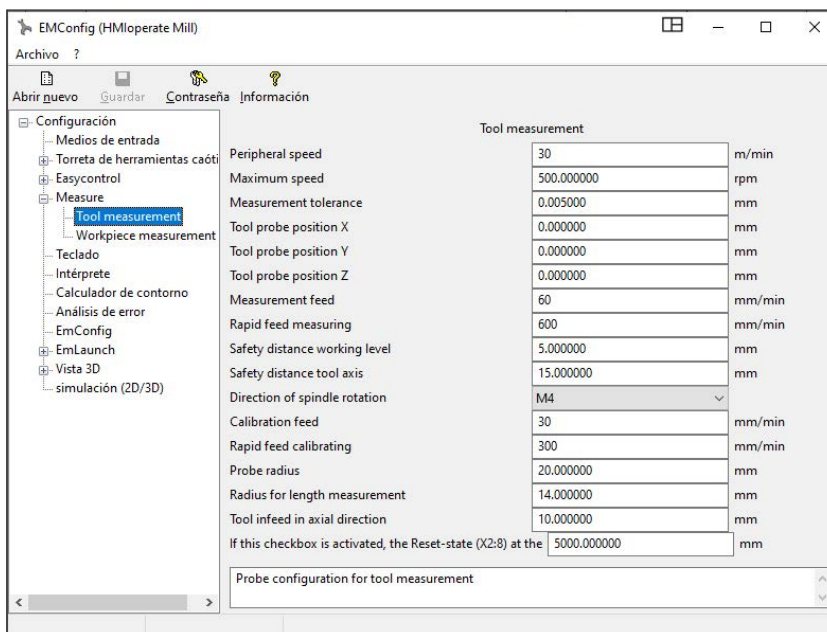 EMConfig (HMIoperate Mill)
Archivo ?
Abrir nuevo Guardar Contraseña Información
Configuración
Medios de entrada
Torreta de herramientas caóti
Easycontrol
Measure
Tool measurement
Workpiece measurement
Teclado
Intérprete
Calculador de contorno
Análisis de error
EmConfig
EmLaunch
Vista 3D
simulación (2D/3D)
Tool measurement
Peripheral speed 30 m/min
Maximum speed 500.000000 rpm
Measurement tolerance 0.005000 mm
Tool probe position X 0.000000 mm
Tool probe position Y 0.000000 mm
Tool probe position Z 0.000000 mm
Measurement feed 60 mm/min
Rapid feed measuring 600 mm/min
Safety distance working level 5.000000 mm
Safety distance tool axis 15.000000 mm
Direction of spindle rotation M4
Calibration feed 30 mm/min
Rapid feed calibrating 300 mm/min
Probe radius 20.000000 mm
Radius for length measurement 14.000000 mm
Tool infeed in axial direction 10.000000 mm
If this checkbox is activated, the Reset-state (X2:8) at the 5000.000000 mm
Probe configuration for tool measurement